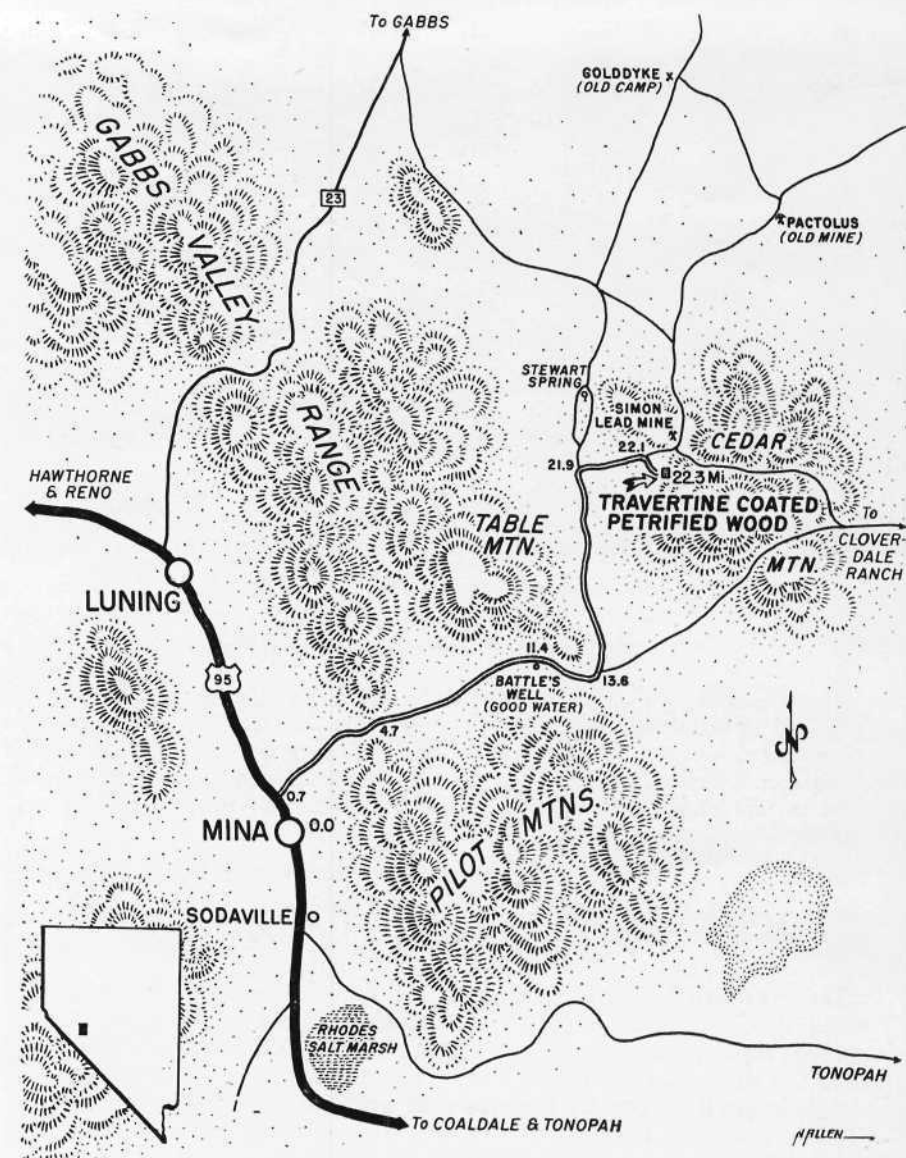 To GABBS
GOLDDYKE
(OLD CAMP)
GABBS
VALLEY
RANGE
23
PACTOLUS
(OLD MINE)
STEWART
SPRING
SIMON
LEAD MINE
CEDAR
MTN.
21.9
22.1
22.3 Mi.
TRAVERTINE COATED
PETRIFIED WOOD
HAWTHORNE
& RENO
TABLE
MTN.
To
CLOVER-
DALE
RANCH
LUNING
95
11.4
BATTLE'S
WELL
(GOOD WATER)
13.6
4.7
N
0.7
MINA
0.0
PILOT MTNS.
SODAVILLE
RHODES
SALT MARSH
TONOPAH
To COALDALE & TONOPAH
N ALLEN